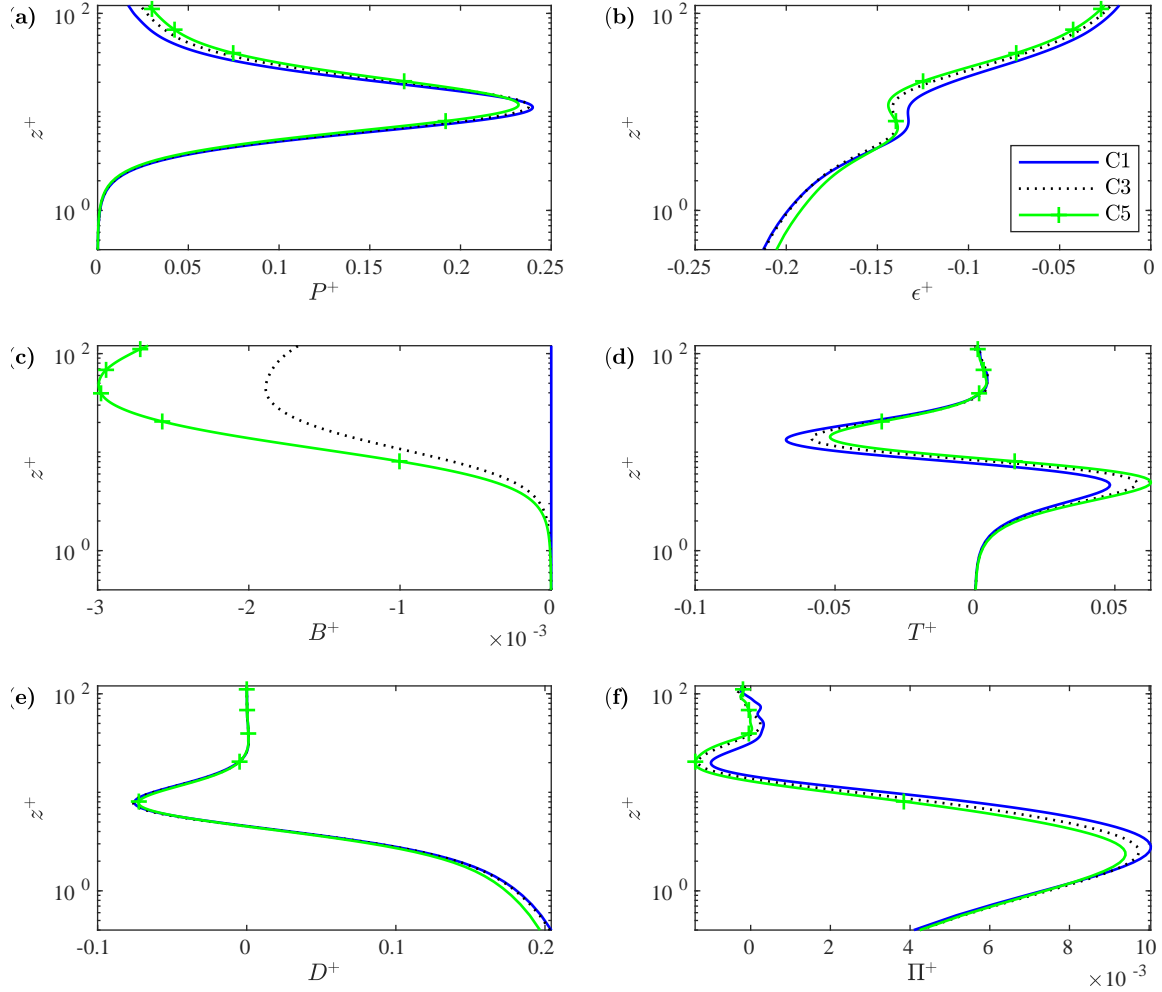 (a)
10 2
z+
10 0
0
0.05
0.1
0.15
0.2
0.25
P+
(b)
10 2
z+
10 0
-0.25
-0.2
-0.15
-0.1
-0.05
0
ϵ+
C1
C3
C5
(c)
10 2
z+
10 0
-3
-2
-1
0
B+
×10 -3
(d)
10 2
z+
10 0
-0.1
-0.05
0
0.05
T+
(e)
10 2
z+
10 0
-0.1
0
0.1
0.2
D+
(f)
10 2
z+
10 0
0
2
4
6
8
10
Π+
×10 -3